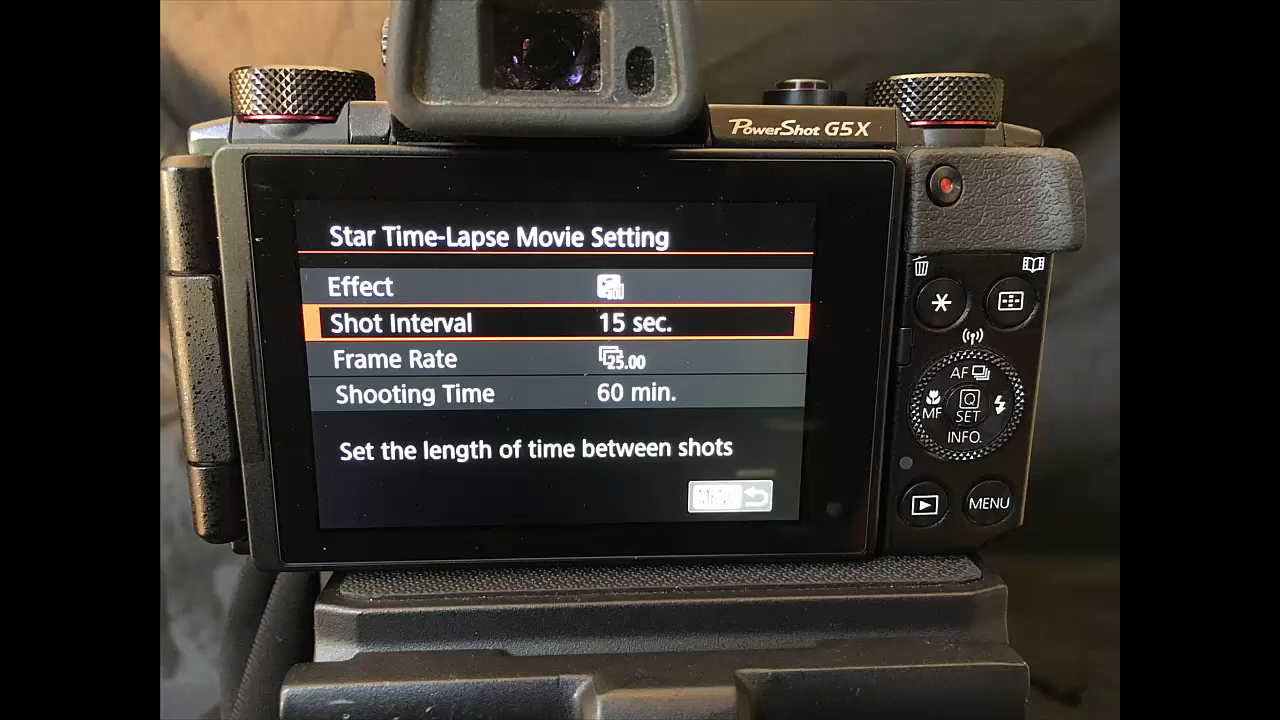 PowerShot G5X
Star Time-Lapse Movie Setting
Effect
Shot Interval 15 sec.
Frame Rate 25.00
Shooting Time 60 min.
Set the length of time between shots
AF
MF
Q
SET
INFO.
MENU